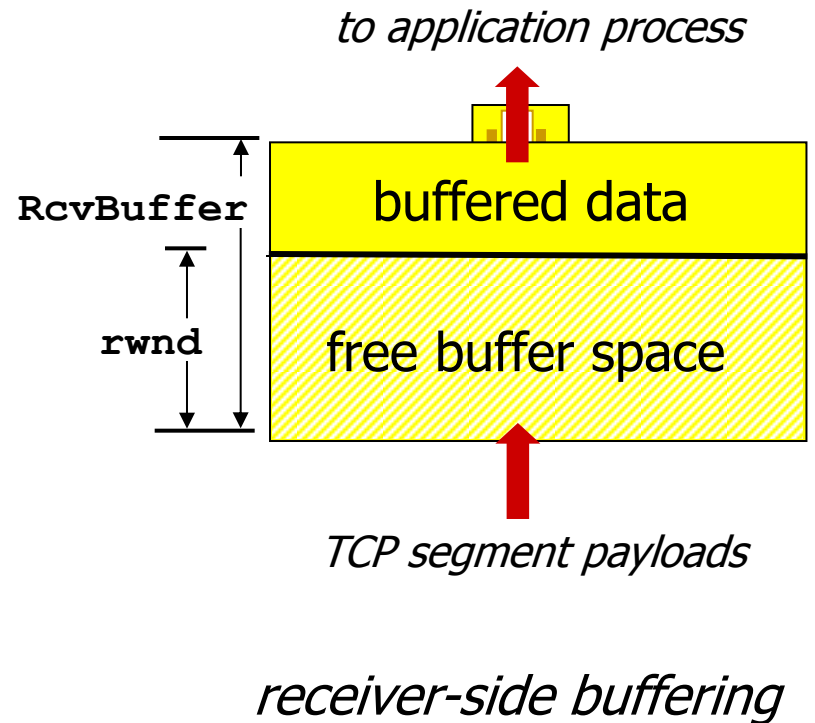 to application process
RcvBuffer
buffered data
rwnd
free buffer space
TCP segment payloads
receiver-side buffering